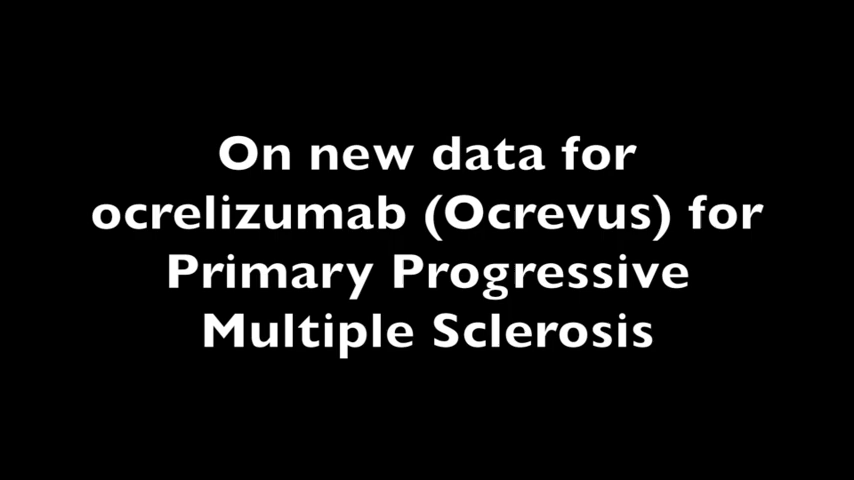 On new data for
ocrelizumab (Ocrevus) for
Primary Progressive
Multiple Sclerosis